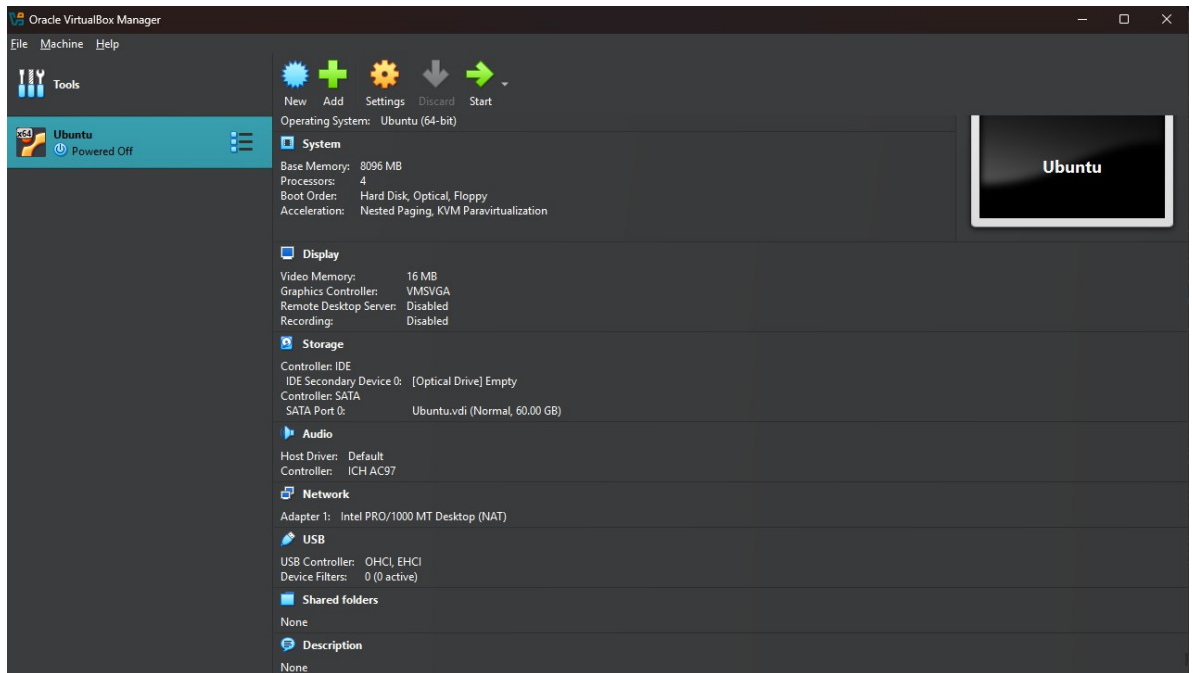 Oracle VirtualBox Manager
File Machine Help
Tools
New Add Settings Discard Start
x64 Ubuntu
Powered Off
Operating System: Ubuntu (64-bit)
System
Base Memory: 8096 MB
Processors: 4
Boot Order: Hard Disk, Optical, Floppy
Acceleration: Nested Paging, KVM Paravirtualization
Ubuntu
Display
Video Memory: 16 MB
Graphics Controller: VMSVGA
Remote Desktop Server: Disabled
Recording: Disabled
Storage
Controller: IDE
IDE Secondary Device 0: [Optical Drive] Empty
Controller: SATA
SATA Port 0: Ubuntu.vdi (Normal, 60.00 GB)
Audio
Host Driver: Default
Controller: ICH AC97
Network
Adapter 1: Intel PRO/1000 MT Desktop (NAT)
USB
USB Controller: OHCI, EHCI
Device Filters: 0 (0 active)
Shared folders
None
Description
None